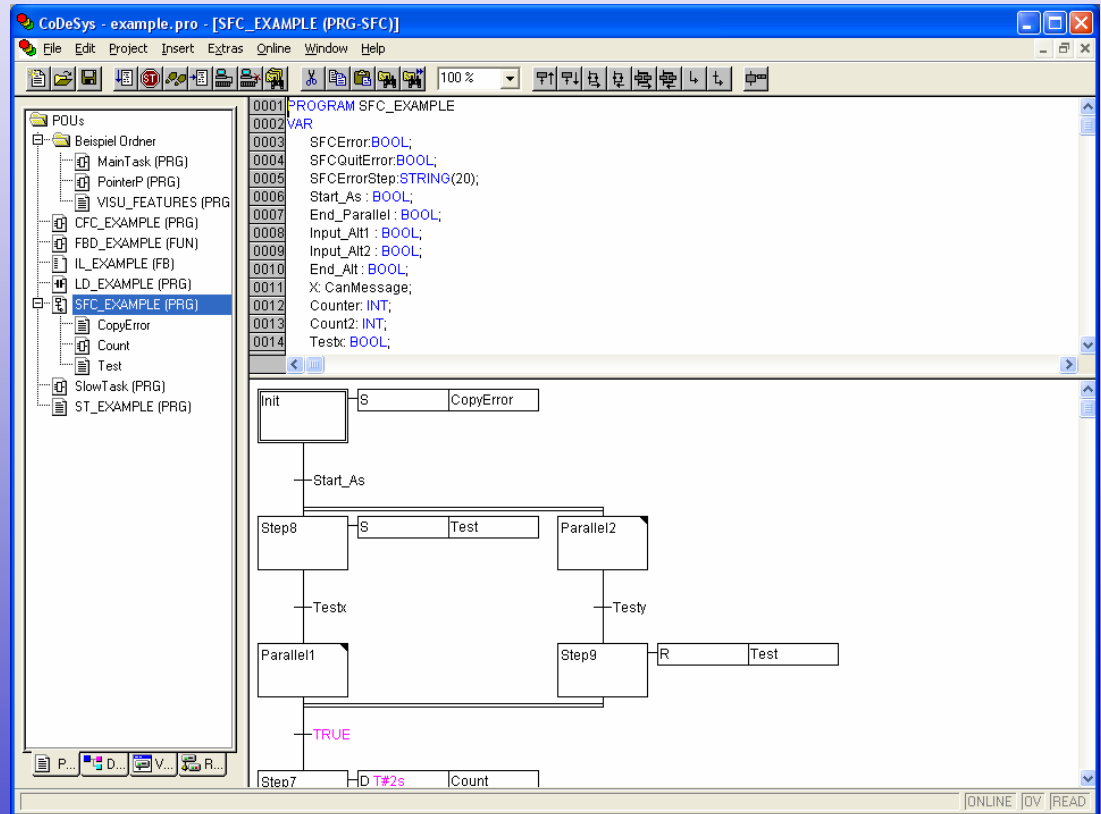 CoDeSys - example.pro - [SFC_EXAMPLE (PRG-SFC)]
File Edit Project Insert Extras Online Window Help
100 %
POUs
Beispiel Ordner
MainTask (PRG)
PointerP (PRG)
VISU_FEATURES (PRG
CFC_EXAMPLE (PRG)
FBD_EXAMPLE (FUN)
IL_EXAMPLE (FB)
LD_EXAMPLE (PRG)
SFC_EXAMPLE (PRG)
CopyError
Count
Test
SlowTask (PRG)
ST_EXAMPLE (PRG)
P... D... V... R...
0001 PROGRAM SFC_EXAMPLE
0002 VAR
0003 SFCError:BOOL;
0004 SFCQuitError:BOOL;
0005 SFCErrorStep:STRING(20);
0006 Start_As : BOOL;
0007 End_Parallel : BOOL;
0008 Input_Alt1 : BOOL;
0009 Input_Alt2 : BOOL;
0010 End_Alt : BOOL;
0011 X: CanMessage;
0012 Counter: INT;
0013 Count2: INT;
0014 Testx: BOOL;
Init S CopyError
Start_As
Step8 S Test Parallel2
Testx Testy
Parallel1 Step9 R Test
TRUE
Step7 D T#2s Count
ONLINE OV READ